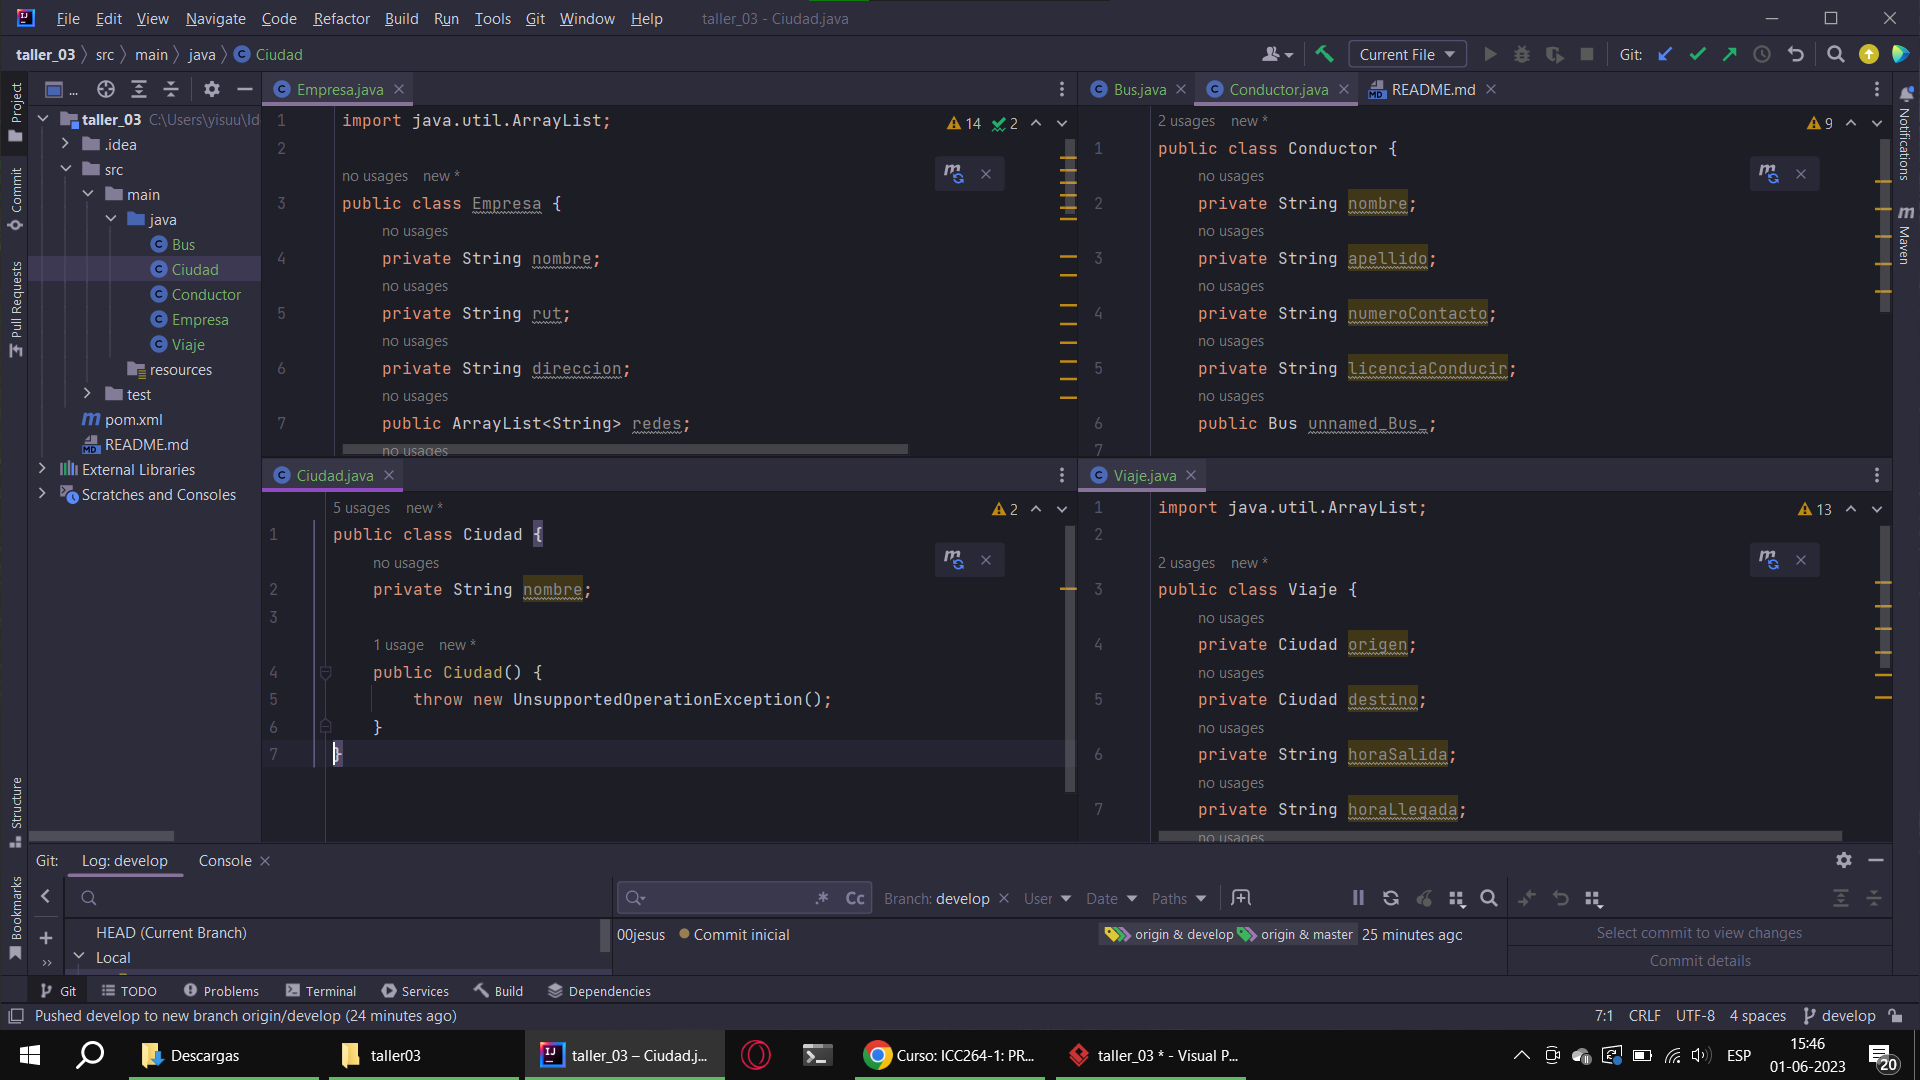 File Edit View Navigate Code Refactor Build Run Tools Git Window Help taller_03 - Ciudad.java
taller_03 src main java Ciudad
Current File Git:
Project
Commit
Pull Requests
Structure
Bookmarks
Notifications
Maven
...
taller_03 C:\Users\yisuu\Id
.idea
src
main
java
Bus
Ciudad
Conductor
Empresa
Viaje
resources
test
pom.xml
README.md
External Libraries
Scratches and Consoles
Empresa.java
14 2
1 import java.util.ArrayList;
2
no usages new *
3 public class Empresa {
no usages
4 private String nombre;
no usages
5 private String rut;
no usages
6 private String direccion;
no usages
7 public ArrayList<String> redes;
no usages
Bus.java Conductor.java README.md
9
2 usages new *
1 public class Conductor {
no usages
2 private String nombre;
no usages
3 private String apellido;
no usages
4 private String numeroContacto;
no usages
5 private String licenciaConducir;
no usages
6 public Bus unnamed_Bus_;
7
Ciudad.java
2
5 usages new *
1 public class Ciudad {
no usages
2 private String nombre;
3
1 usage new *
4 public Ciudad() {
5 throw new UnsupportedOperationException();
6 }
7 }
Viaje.java
13
1 import java.util.ArrayList;
2
2 usages new *
3 public class Viaje {
no usages
4 private Ciudad origen;
no usages
5 private Ciudad destino;
no usages
6 private String horaSalida;
no usages
7 private String horaLlegada;
no usages
Git: Log: develop Console
.* Cc Branch: develop User Date Paths
HEAD (Current Branch)
Local
00jesus Commit inicial origin & develop origin & master 25 minutes ago
Select commit to view changes
Commit details
Git TODO Problems Terminal Services Build Dependencies
Pushed develop to new branch origin/develop (24 minutes ago)
7:1 CRLF UTF-8 4 spaces develop
Descargas taller03 taller_03 – Ciudad.j... Curso: ICC264-1: PR... taller_03 * - Visual P...
ESP
15:46
01-06-2023
20